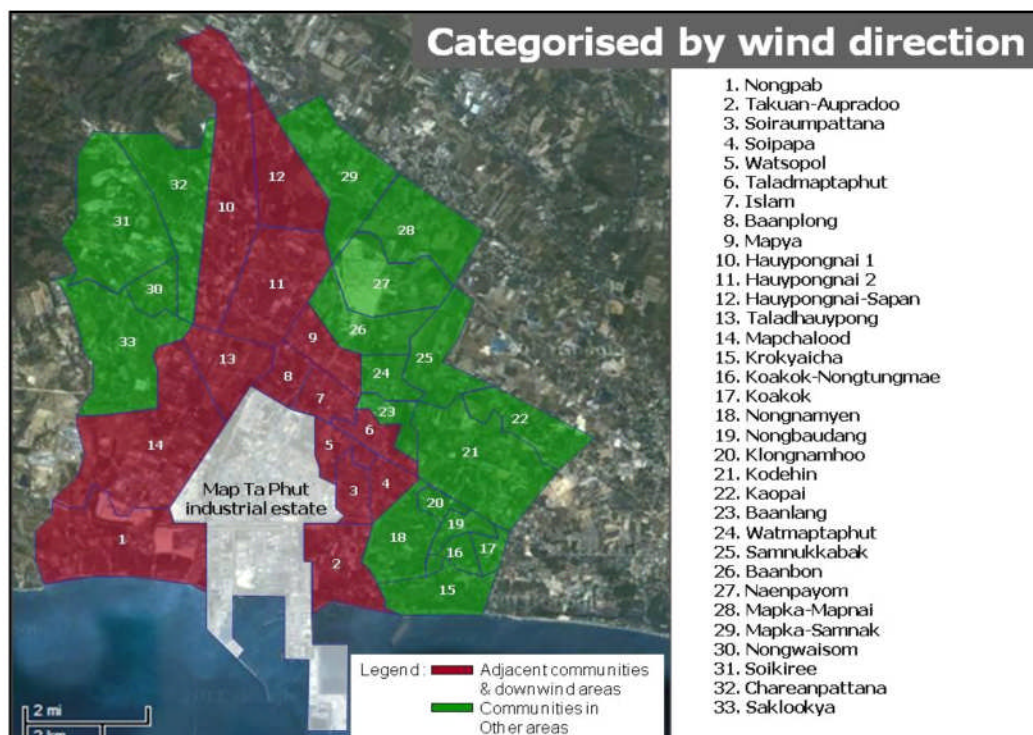 Categorised by wind direction
1. Nongpab
2. Takuan-Aupradoo
3. Soiraumpattana
4. Soipapa
5. Watsopol
6. Taladmaptaphut
7. Islam
8. Baanplong
9. Mapya
10. Hauypongnai 1
11. Hauypongnai 2
12. Hauypongnai-Sapan
13. Taladhauypong
14. Mapchalood
15. Krokyaicha
16. Koakok-Nongtungmae
17. Koakok
18. Nongnamyen
19. Nongbaudang
20. Klongnamhoo
21. Kodehin
22. Kaopai
23. Baanlang
24. Watmaptaphut
25. Samnukkabak
26. Baanbon
27. Naenpayom
28. Mapka-Mapnai
29. Mapka-Samnak
30. Nongwaisom
31. Soikiree
32. Chareanpattana
33. Saklookya
29
12
32
10
28
31
27
30
11
26
33
9
25
13
24
8
7
23
22
6
5
21
14
4
3
Map Ta Phut
industrial estate
20
19
1
18
16
17
2
15
Legend :
Adjacent communities
& downwind areas
Communities in
Other areas
2 mi
2 km